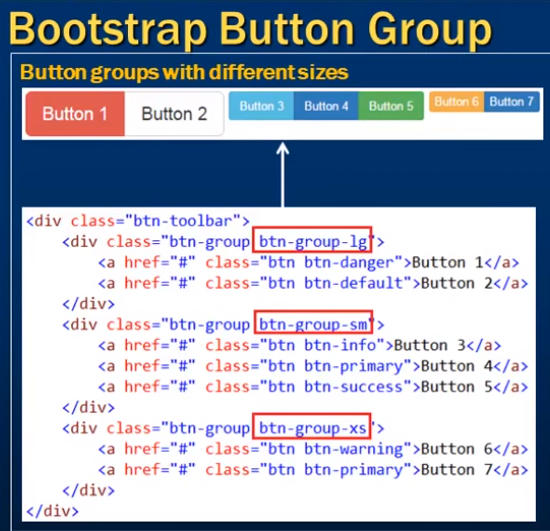 Bootstrap Button Group
Button groups with different sizes
Button 1 Button 2 Button 3 Button 4 Button 5 Button 6 Button 7
<div class="btn-toolbar">
    <div class="btn-group btn-group-lg">
        <a href="#" class="btn btn-danger">Button 1</a>
        <a href="#" class="btn btn-default">Button 2</a>
    </div>
    <div class="btn-group btn-group-sm">
        <a href="#" class="btn btn-info">Button 3</a>
        <a href="#" class="btn btn-primary">Button 4</a>
        <a href="#" class="btn btn-success">Button 5</a>
    </div>
    <div class="btn-group btn-group-xs">
        <a href="#" class="btn btn-warning">Button 6</a>
        <a href="#" class="btn btn-primary">Button 7</a>
    </div>
</div>